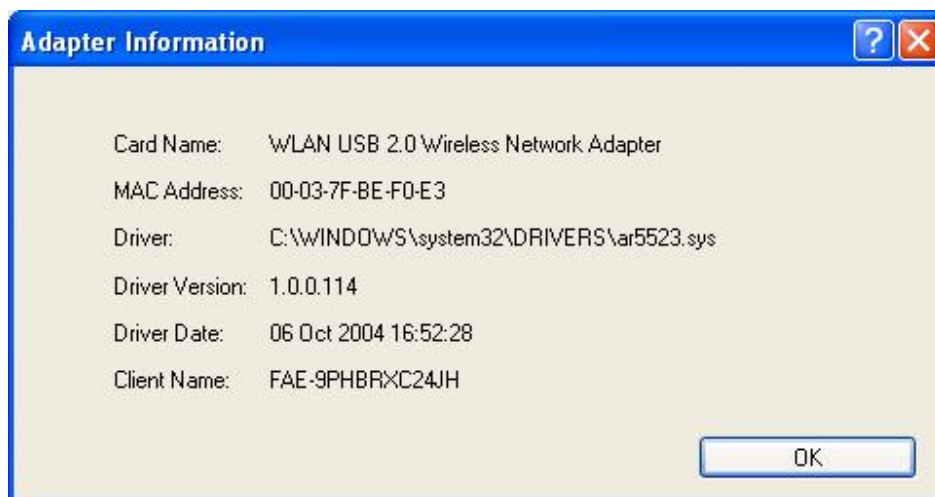 Adapter Information
Card Name: WLAN USB 2.0 Wireless Network Adapter
MAC Address: 00-03-7F-BE-F0-E3
Driver: C:\WINDOWS\system32\DRIVERS\ar5523.sys
Driver Version: 1.0.0.114
Driver Date: 06 Oct 2004 16:52:28
Client Name: FAE-9PHBRXC24JH
OK